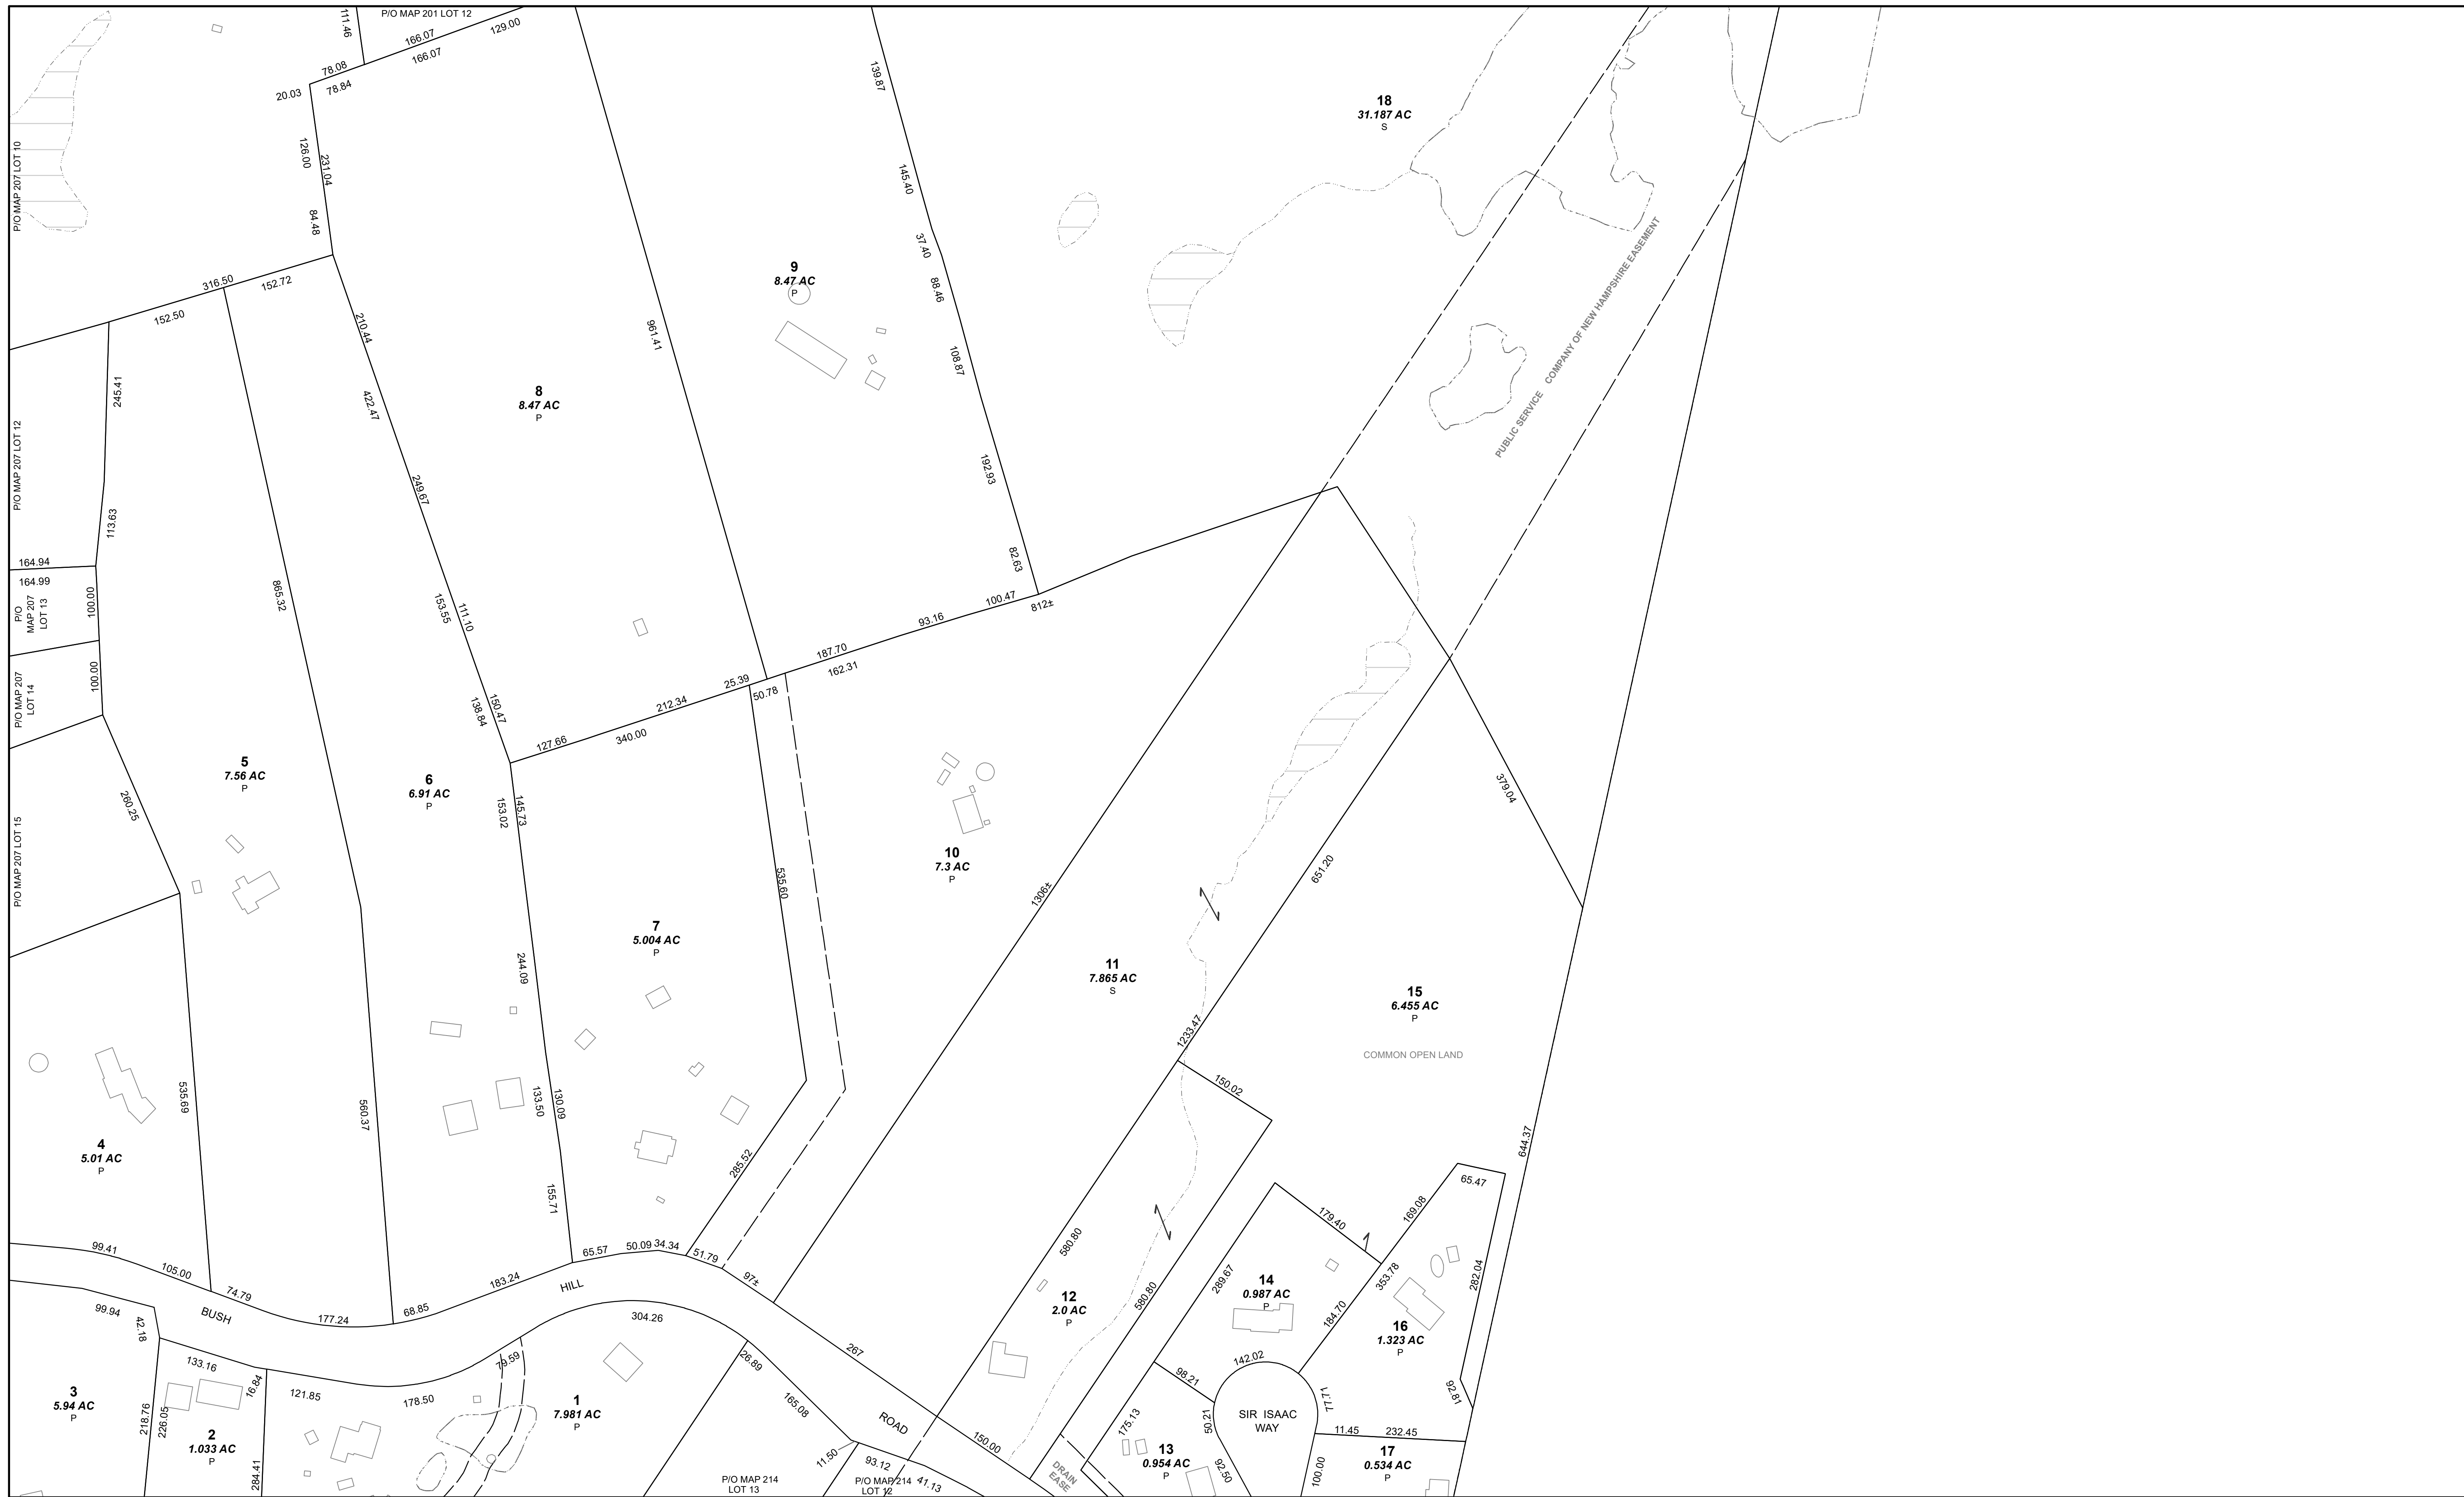 P/O MAP 201 LOT 12
111.46
166.07
129.00
166.07
78.08
78.84
20.03
126.00
231.04
84.48
P/O MAP 207 LOT 10
316.50
152.72
152.50
139.87
145.40
37.40
88.46
108.87
192.93
82.63
18
31.187 AC
S
9
8.47 AC
P
8
8.47 AC
P
961.41
210.44
422.47
249.67
111.10
153.55
150.47
138.84
245.41
113.63
P/O MAP 207 LOT 12
PUBLIC SERVICE COMPANY OF NEW HAMPSHIRE EASEMENT
164.94
164.99
P/O
MAP 207
LOT 13
100.00
P/O MAP 207
LOT 14
100.00
865.32
100.47
812±
93.16
187.70
162.31
25.39
50.78
212.34
340.00
127.66
5
7.56 AC
P
6
6.91 AC
P
260.25
P/O MAP 207 LOT 15
153.02
145.73
535.60
10
7.3 AC
P
379.04
651.20
1306±
7
5.004 AC
P
244.09
11
7.865 AC
S
15
6.455 AC
P
COMMON OPEN LAND
1233.47
150.02
535.69
560.37
133.50
130.09
155.71
285.52
4
5.01 AC
P
644.37
65.47
169.08
179.40
580.80
282.04
353.78
184.70
289.67
14
0.987 AC
P
12
2.0 AC
P
580.80
16
1.323 AC
P
99.41
105.00
74.79
177.24
68.85
183.24
65.57
50.09
34.34
51.79
97±
BUSH
HILL
ROAD
304.26
267
150.00
99.94
42.18
133.16
16.84
121.85
178.50
79.59
26.89
165.08
11.50
93.12
41.13
3
5.94 AC
P
218.76
226.05
2
1.033 AC
P
284.41
1
7.981 AC
P
P/O MAP 214
LOT 13
P/O MAP 214
LOT 12
DRAIN
EASE
142.02
98.21
77.71
50.21
92.81
SIR ISAAC
WAY
11.45
232.45
175.13
13
0.954 AC
P
92.50
100.00
17
0.534 AC
P